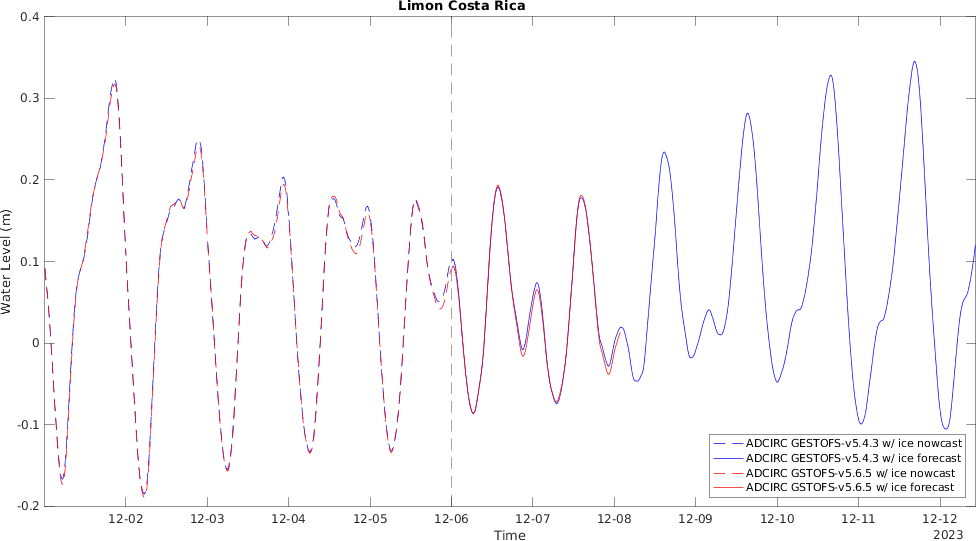 Limon Costa Rica
0.4
0.3
0.2
0.1
0
-0.1
-0.2
Water Level (m)
12-02
12-03
12-04
12-05
12-06
12-07
12-08
12-09
12-10
12-11
12-12
2023
Time
ADCIRC GESTOFS-v5.4.3 w/ ice nowcast
ADCIRC GESTOFS-v5.4.3 w/ ice forecast
ADCIRC GSTOFS-v5.6.5 w/ ice nowcast
ADCIRC GSTOFS-v5.6.5 w/ ice forecast